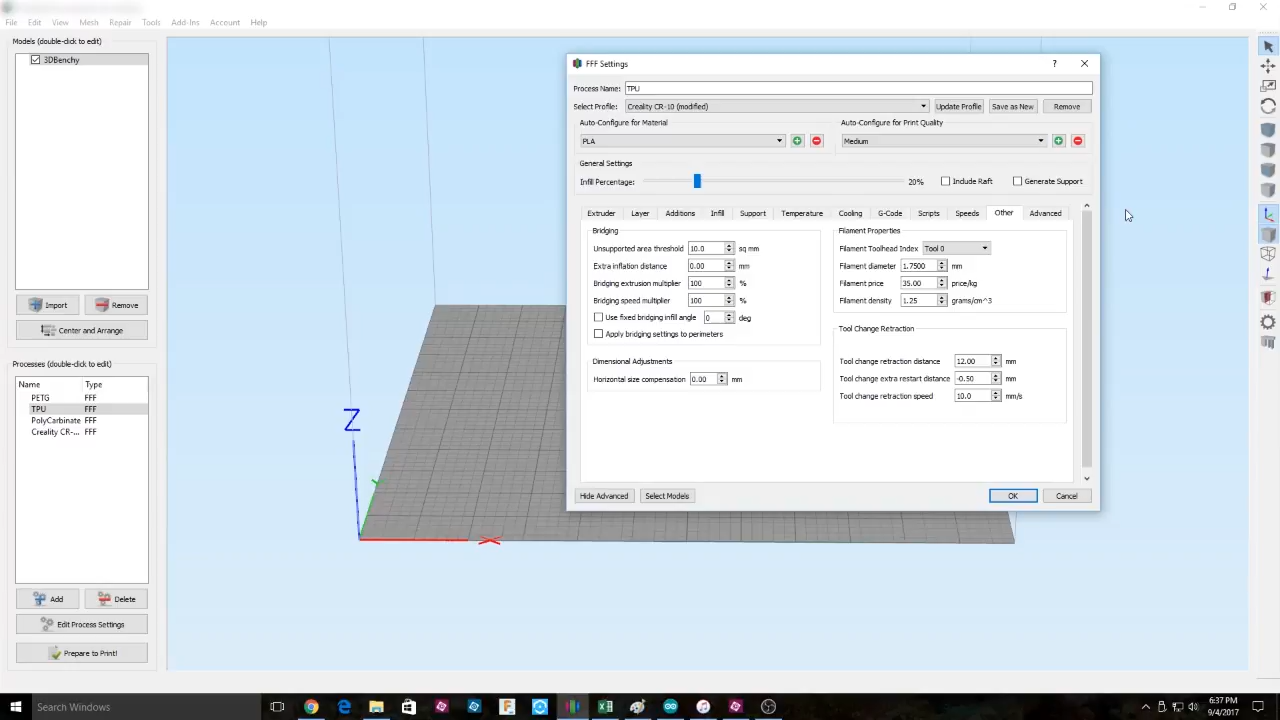 File Edit View Mesh Repair Tools Add-Ins Account Help
Models (double-click to edit)
3DBenchy
Import Remove
Center and Arrange
Processes (double-click to edit)
Name Type
PETG FFF
TPU FFF
PolyCarbinate FFF
Creality CR-... FFF
Add Delete
Edit Process Settings
Prepare to Print!
Z
FFF Settings ?
Process Name: TPU
Select Profile: Creality CR-10 (modified) Update Profile Save as New Remove
Auto-Configure for Material
PLA
Auto-Configure for Print Quality
Medium
General Settings
Infill Percentage: 20% Include Raft Generate Support
Extruder Layer Additions Infill Support Temperature Cooling G-Code Scripts Speeds Other Advanced
Bridging
Unsupported area threshold 10.0 sq mm
Extra inflation distance 0.00 mm
Bridging extrusion multiplier 100 %
Bridging speed multiplier 100 %
Use fixed bridging infill angle 0 deg
Apply bridging settings to perimeters
Dimensional Adjustments
Horizontal size compensation 0.00 mm
Filament Properties
Filament Toolhead Index Tool 0
Filament diameter 1.7500 mm
Filament price 35.00 price/kg
Filament density 1.25 grams/cm^3
Tool Change Retraction
Tool change retraction distance 12.00 mm
Tool change extra restart distance -0.50 mm
Tool change retraction speed 10.0 mm/s
Hide Advanced Select Models OK Cancel
Search Windows
6:37 PM
9/4/2017